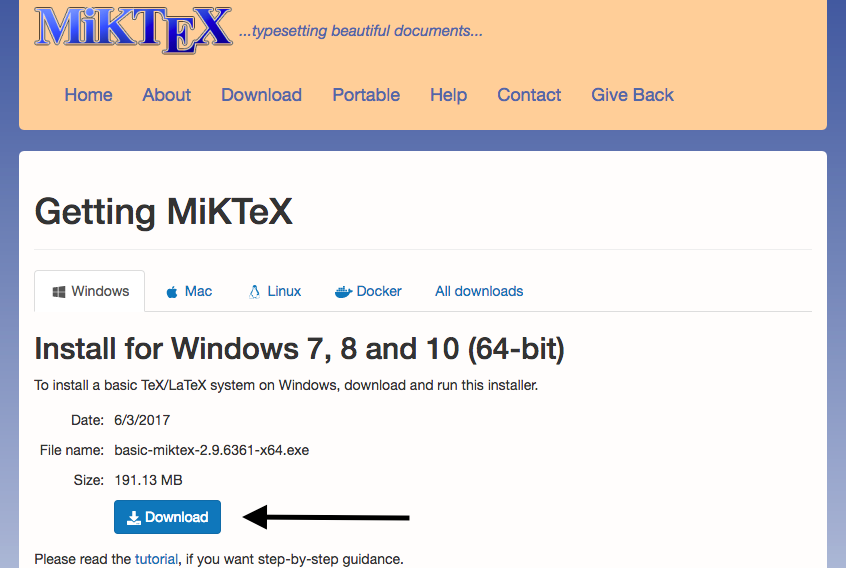 MiKTEX ...typesetting beautiful documents...
Home About Download Portable Help Contact Give Back
Getting MiKTeX
Windows Mac Linux Docker All downloads
Install for Windows 7, 8 and 10 (64-bit)
To install a basic TeX/LaTeX system on Windows, download and run this installer.
Date: 6/3/2017
File name: basic-miktex-2.9.6361-x64.exe
Size: 191.13 MB
Download
Please read the tutorial, if you want step-by-step guidance.